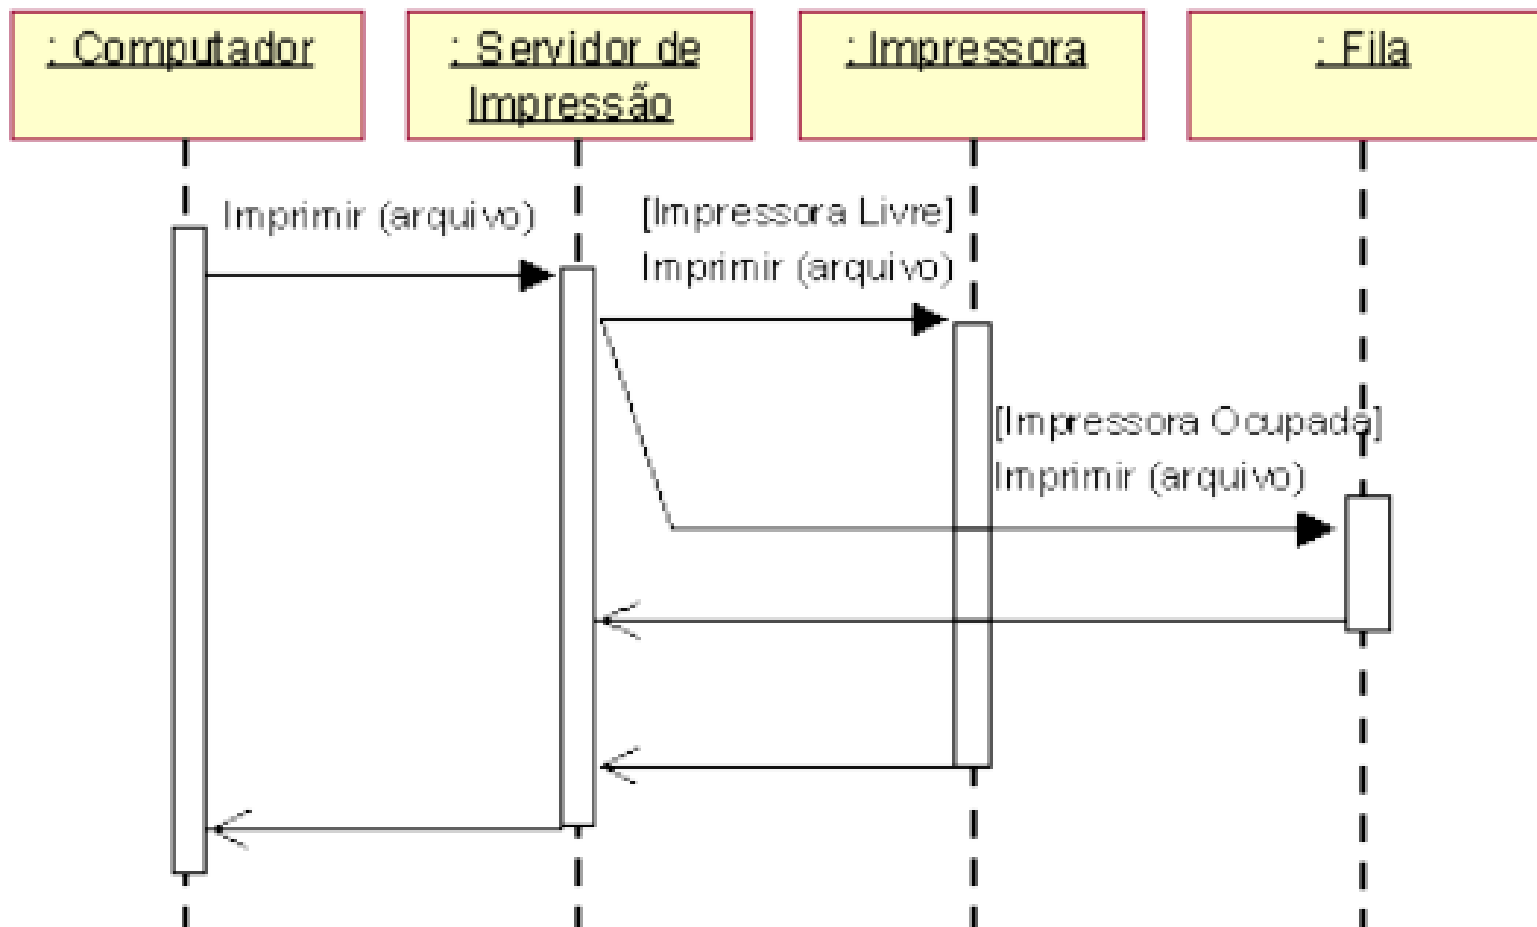 : Computador
: Servidor de
Impressão
: Impressora
: Fila
Imprimir (arquivo)
[Impressora Livre]
Imprimir (arquivo)
[Impressora Ocupada]
Imprimir (arquivo)